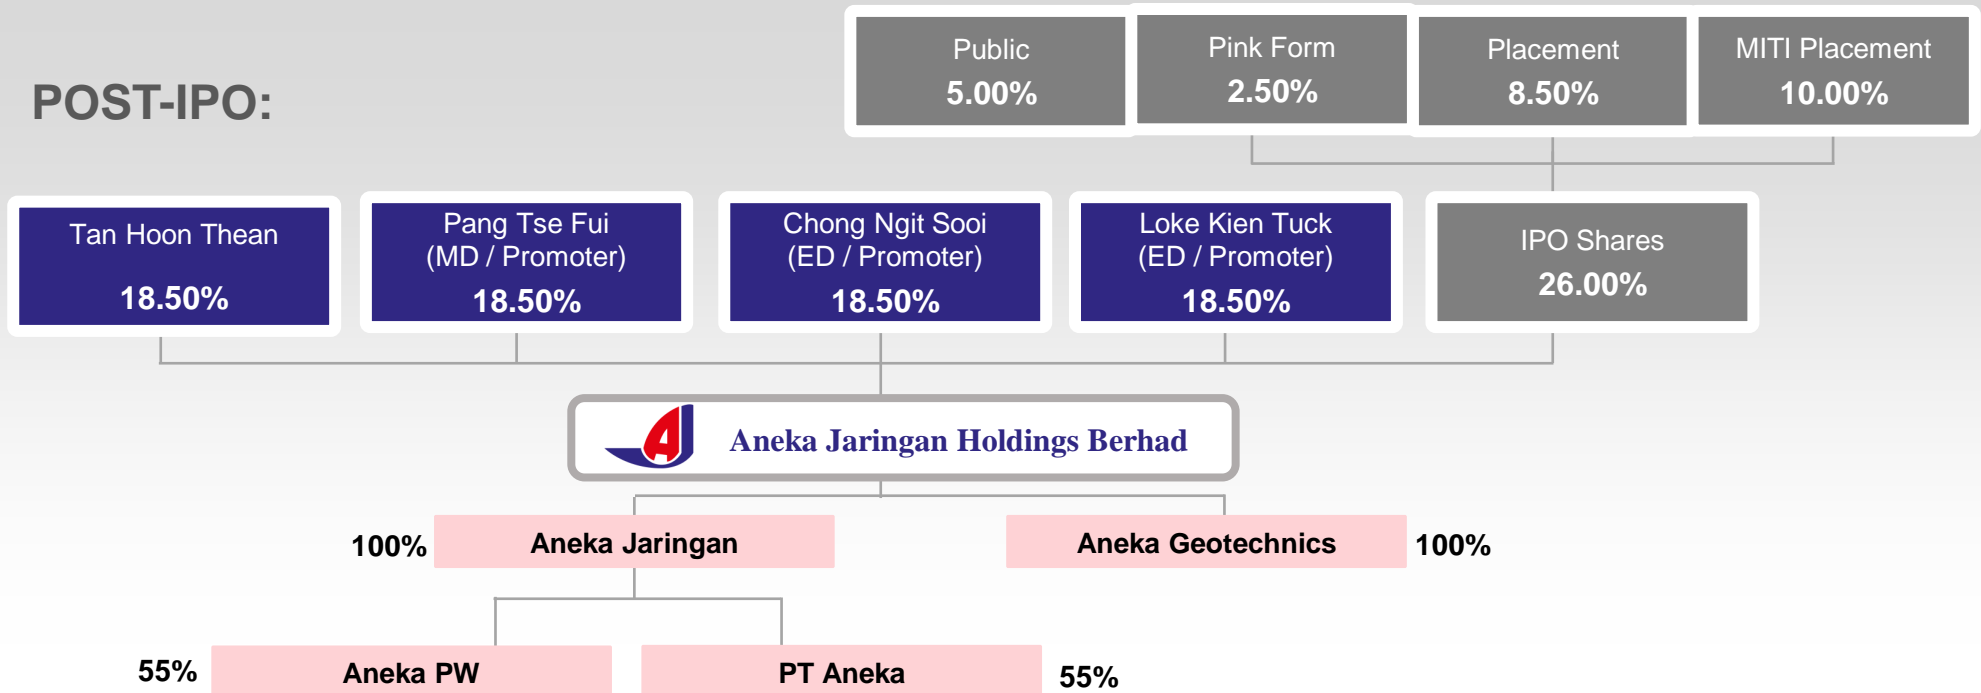 POST-IPO:
Public
5.00%
Pink Form
2.50%
Placement
8.50%
MITI Placement
10.00%
Tan Hoon Thean
18.50%
Pang Tse Fui
(MD / Promoter)
18.50%
Chong Ngit Sooi
(ED / Promoter)
18.50%
Loke Kien Tuck
(ED / Promoter)
18.50%
IPO Shares
26.00%
AJ Aneka Jaringan Holdings Berhad
100% Aneka Jaringan
Aneka Geotechnics 100%
55% Aneka PW
PT Aneka 55%